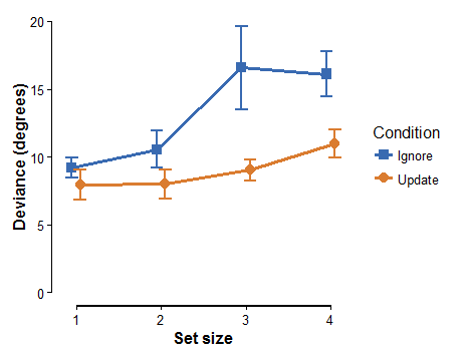 20
15
10
5
0
Deviance (degrees)
1 2 3 4
Set size
Condition
Ignore
Update